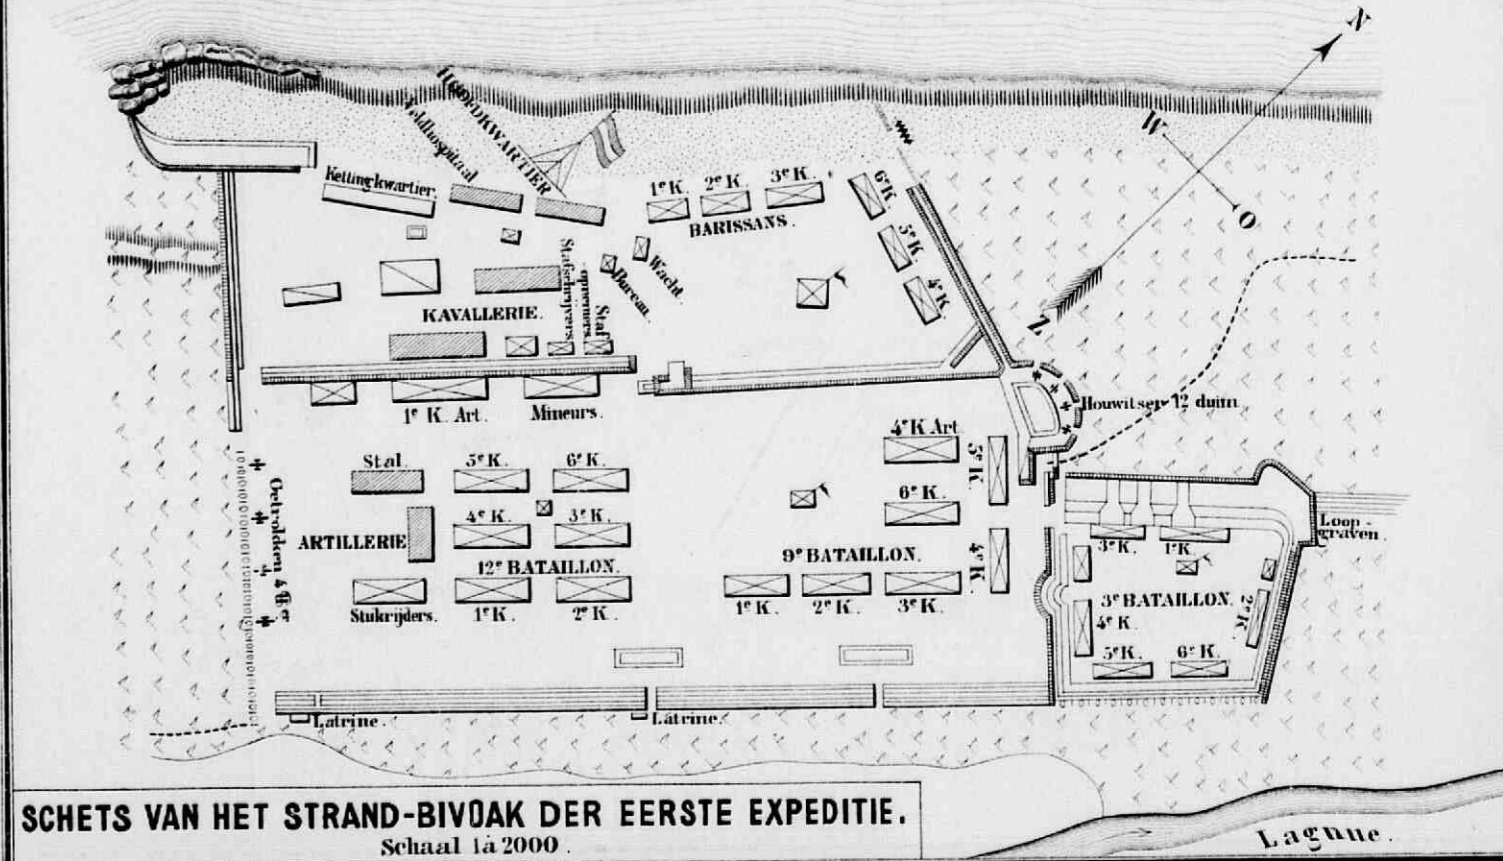 N
W
O
Z
HOOFDKWARTIER
Veldhospitaal
Kettingkwartier.
1e K. 2e K. 3e K.
BARISSANS.
6e K
5e K.
4e K.
Stafschrijvers
opnemers
Staf
Bureau.
Wacht.
KAVALLERIE.
1e K. Art. Mineurs.
Houwitser 12 duim
4e K Art.
5e K.
6e K.
4e K.
Stal.
5e K. 6e K.
4e K. 3e K.
ARTILLERIE
12e BATAILLON.
Stukrijders. 1e K. 2e K.
Getrokken
9e BATAILLON.
1e K. 2e K. 3e K.
Loop-
graven.
3e K. 1e K
3e BATAILLON.
2e K.
4e K.
5e K. 6e K.
Latrine. Latrine.
SCHETS VAN HET STRAND-BIVOAK DER EERSTE EXPEDITIE.
Schaal 1 à 2000.
Lagune.